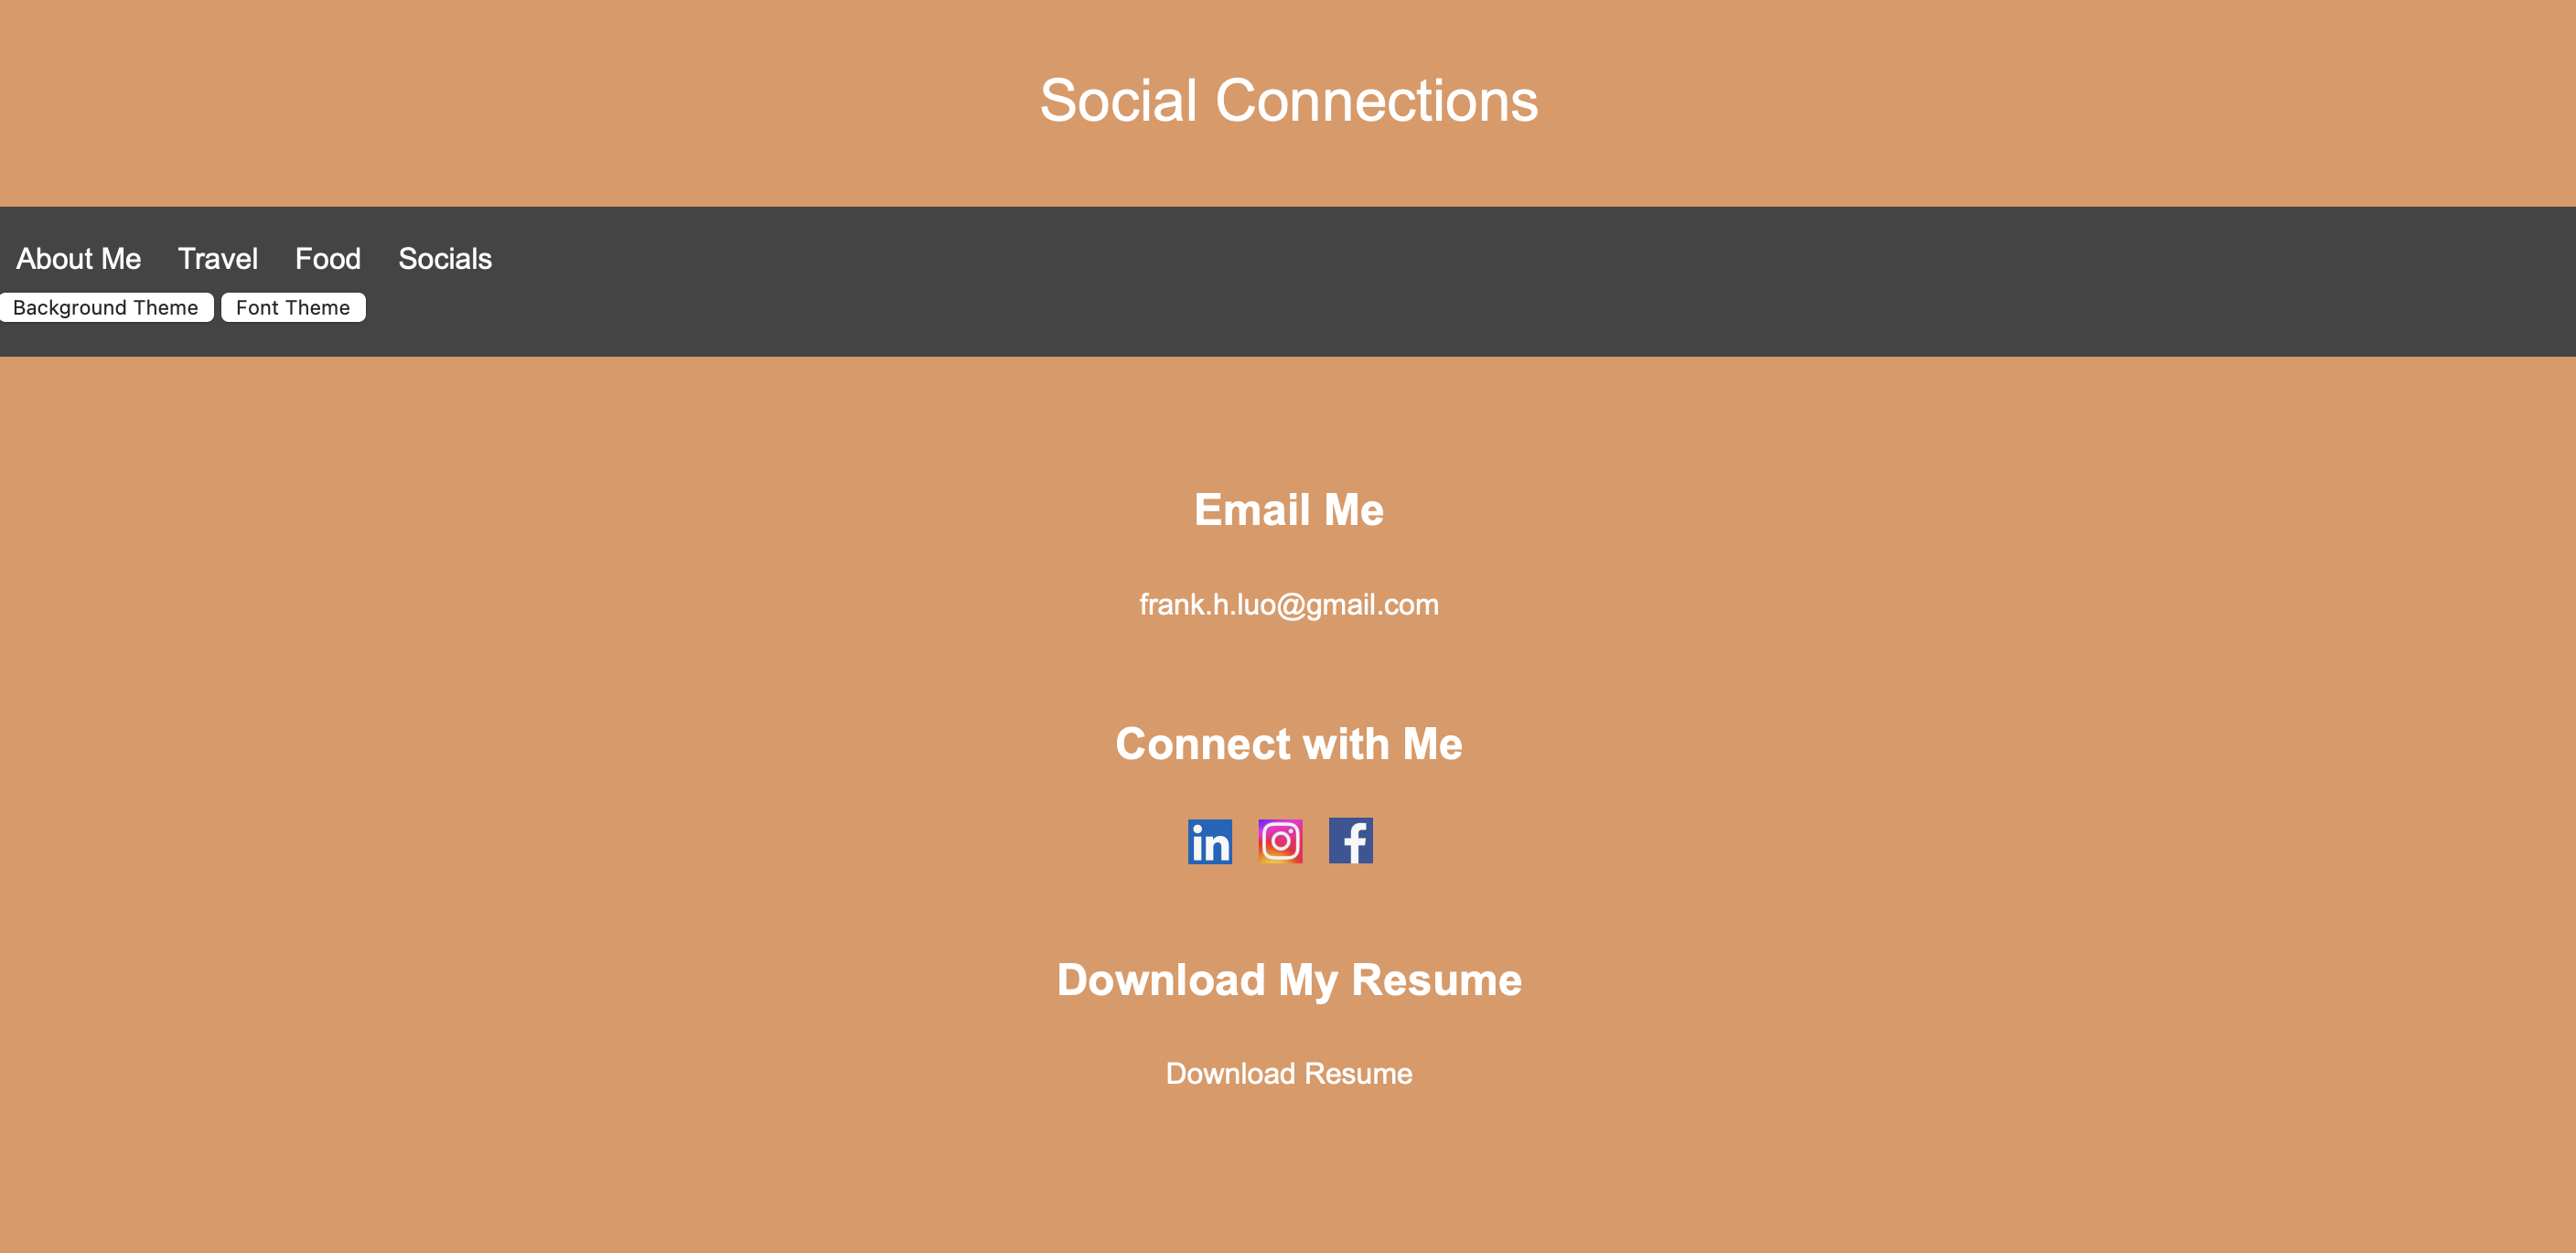 Social Connections
About Me Travel Food Socials
Background Theme Font Theme
Email Me
frank.h.luo@gmail.com
Connect with Me
in f
Download My Resume
Download Resume